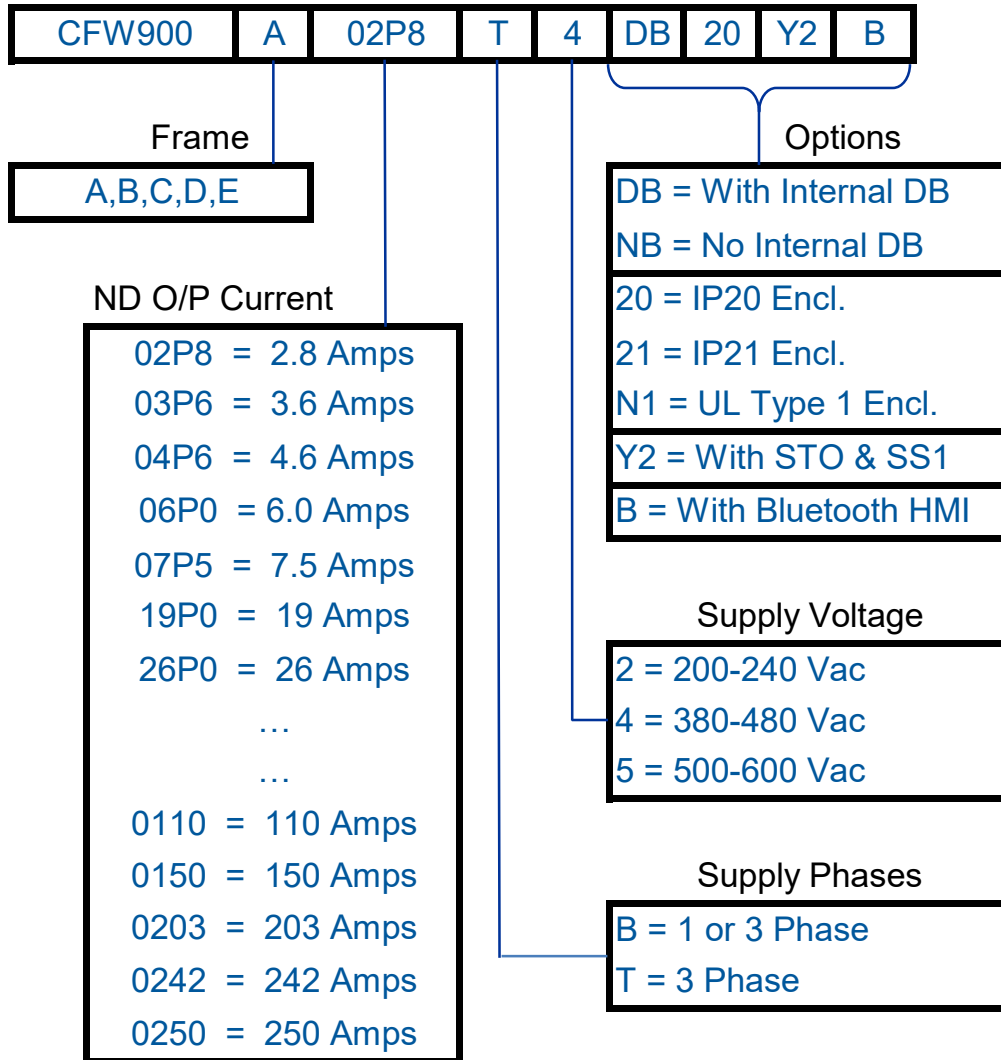 CFW900 A 02P8 T 4 DB 20 Y2 B
Frame
A,B,C,D,E
ND O/P Current
02P8 = 2.8 Amps
03P6 = 3.6 Amps
04P6 = 4.6 Amps
06P0 = 6.0 Amps
07P5 = 7.5 Amps
19P0 = 19 Amps
26P0 = 26 Amps
…
…
0110 = 110 Amps
0150 = 150 Amps
0203 = 203 Amps
0242 = 242 Amps
0250 = 250 Amps
Options
DB = With Internal DB
NB = No Internal DB
20 = IP20 Encl.
21 = IP21 Encl.
N1 = UL Type 1 Encl.
Y2 = With STO & SS1
B = With Bluetooth HMI
Supply Voltage
2 = 200-240 Vac
4 = 380-480 Vac
5 = 500-600 Vac
Supply Phases
B = 1 or 3 Phase
T = 3 Phase